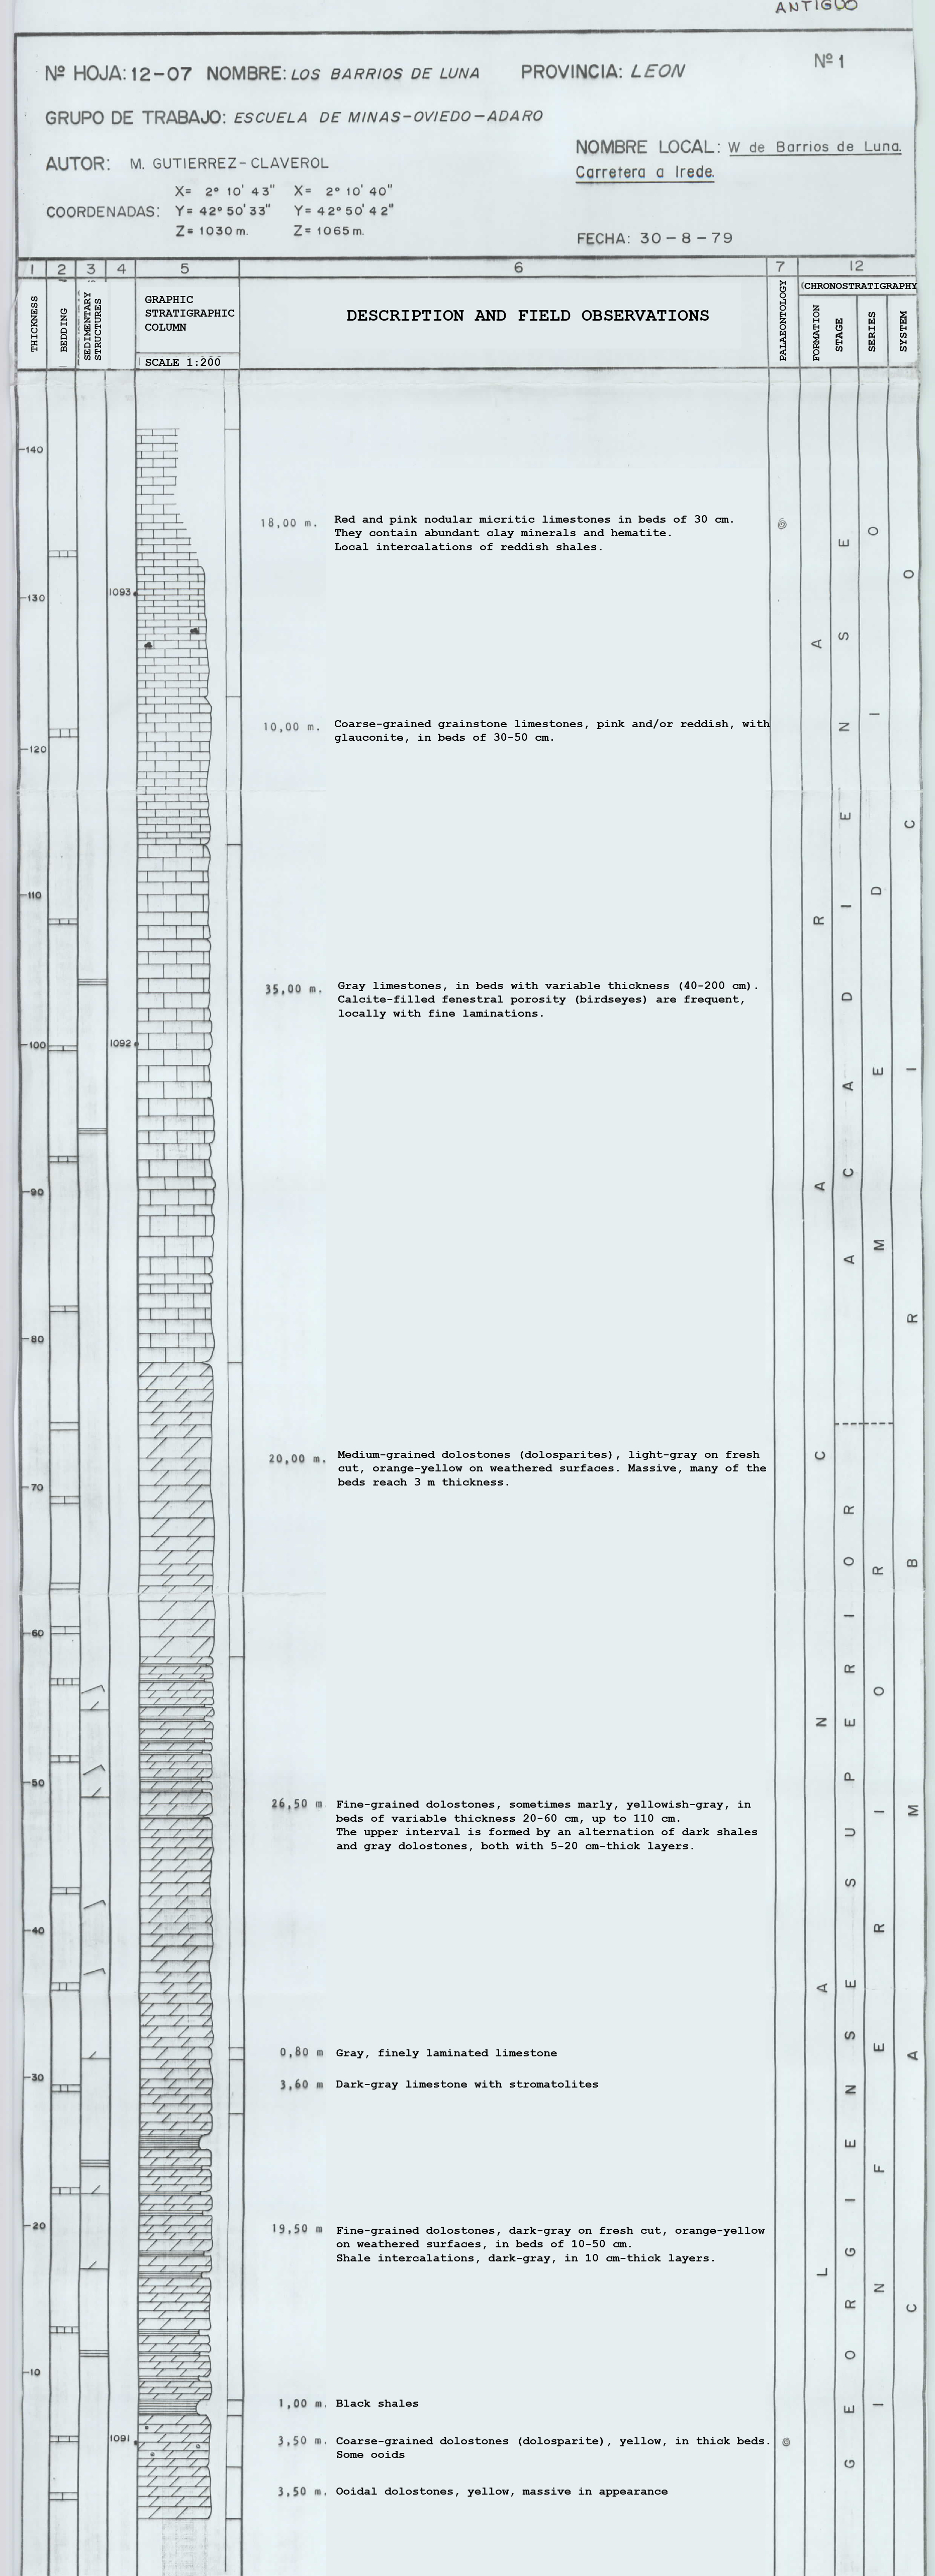 ANTIGUO
Nº HOJA: 12-07 NOMBRE: LOS BARRIOS DE LUNA PROVINCIA: LEON Nº 1
GRUPO DE TRABAJO: ESCUELA DE MINAS-OVIEDO-ADARO
NOMBRE LOCAL: W de Barrios de Luna.
Carretera a Irede.
AUTOR: M. GUTIERREZ-CLAVEROL
COORDENADAS:
X= 2º 10' 43" X= 2º 10' 40"
Y= 42º 50' 33" Y= 42º 50' 42"
Z= 1030 m. Z= 1065 m.
FECHA: 30-8-79
1 2 3 4 5 6 7 12
THICKNESS
BEDDING
SEDIMENTARY
STRUCTURES
GRAPHIC
STRATIGRAPHIC
COLUMN
SCALE 1:200
DESCRIPTION AND FIELD OBSERVATIONS
PALAEONTOLOGY
(CHRONOSTRATIGRAPHY
FORMATION
STAGE
SERIES
SYSTEM
140
18,00 m. Red and pink nodular micritic limestones in beds of 30 cm.
They contain abundant clay minerals and hematite.
Local intercalations of reddish shales.
1093
130
10,00 m. Coarse-grained grainstone limestones, pink and/or reddish, with
glauconite, in beds of 30-50 cm.
120
110
35,00 m. Gray limestones, in beds with variable thickness (40-200 cm).
Calcite-filled fenestral porosity (birdseyes) are frequent,
locally with fine laminations.
100
1092
90
80
20,00 m. Medium-grained dolostones (dolosparites), light-gray on fresh
cut, orange-yellow on weathered surfaces. Massive, many of the
beds reach 3 m thickness.
70
60
50
26,50 m Fine-grained dolostones, sometimes marly, yellowish-gray, in
beds of variable thickness 20-60 cm, up to 110 cm.
The upper interval is formed by an alternation of dark shales
and gray dolostones, both with 5-20 cm-thick layers.
40
0,80 m Gray, finely laminated limestone
30
3,60 m Dark-gray limestone with stromatolites
20
19,50 m Fine-grained dolostones, dark-gray on fresh cut, orange-yellow
on weathered surfaces, in beds of 10-50 cm.
Shale intercalations, dark-gray, in 10 cm-thick layers.
10
1,00 m. Black shales
1091
3,50 m. Coarse-grained dolostones (dolosparite), yellow, in thick beds.
Some ooids
3,50 m. Ooidal dolostones, yellow, massive in appearance
LANCARA
GEORGIENSE SUPERIOR
ACADIENSE
INFERIOR
MEDIO
CAMBRICO